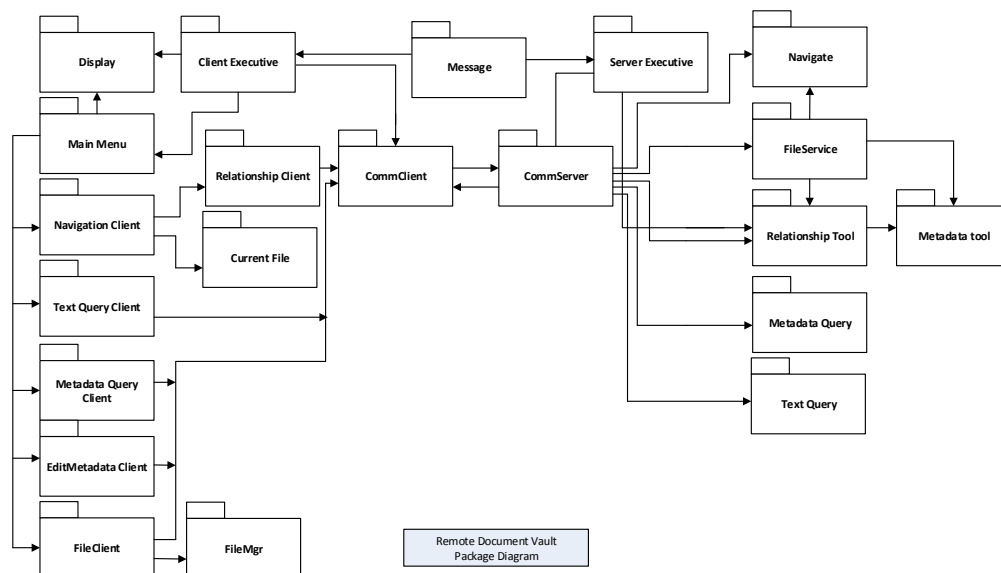 Display
Client Executive
Message
Server Executive
Navigate
Main Menu
Relationship Client
CommClient
CommServer
FileService
Navigation Client
Current File
Relationship Tool
Metadata tool
Text Query Client
Metadata Query
Metadata Query
Client
Text Query
EditMetadata Client
FileClient
FileMgr
Remote Document Vault
Package Diagram